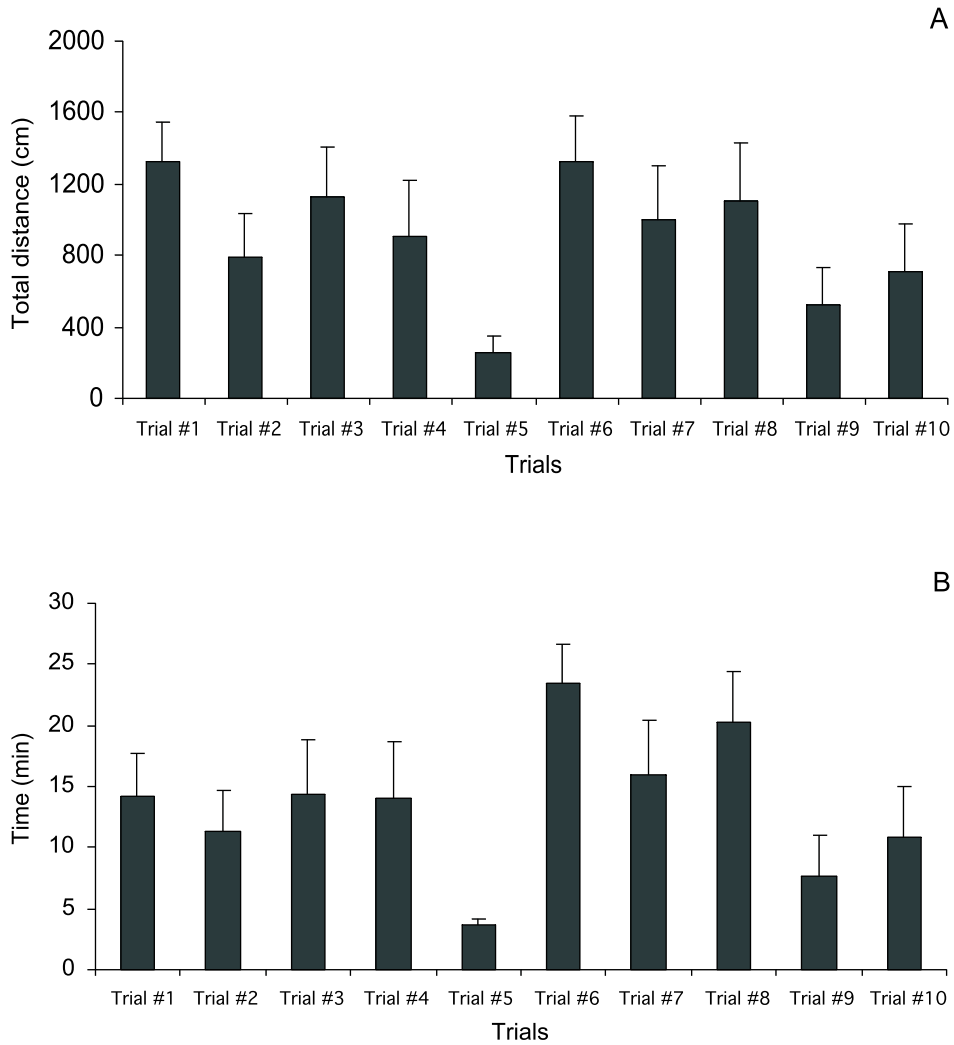 A
2000
1600
1200
800
400
0
Total distance (cm)
Trial #1 Trial #2 Trial #3 Trial #4 Trial #5 Trial #6 Trial #7 Trial #8 Trial #9 Trial #10
Trials
B
30
25
20
15
10
5
0
Time (min)
Trial #1 Trial #2 Trial #3 Trial #4 Trial #5 Trial #6 Trial #7 Trial #8 Trial #9 Trial #10
Trials